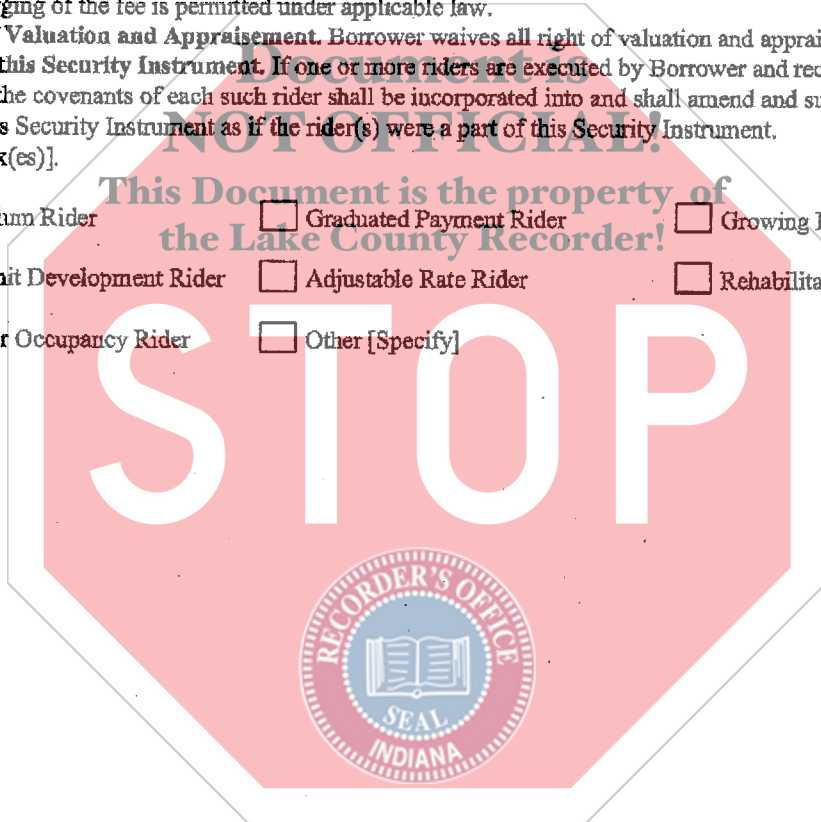 ging of the fee is permitted under applicable law.
Valuation and Appraisement. Borrower waives all right of valuation and apprai
this Security Instrument. If one or more riders are executed by Borrower and rec
the covenants of each such rider shall be incorporated into and shall amend and su
s Security Instrument as if the rider(s) were a part of this Security Instrument.
x(es)].
um Rider
Graduated Payment Rider
Growing
nit Development Rider
Adjustable Rate Rider
Rehabilita
r Occupancy Rider
Other [Specify]
Document is
NOT OFFICIAL!
This Document is the property of
the Lake County Recorder!
STOP
RECORDER'S OFFICE
SEAL
INDIANA